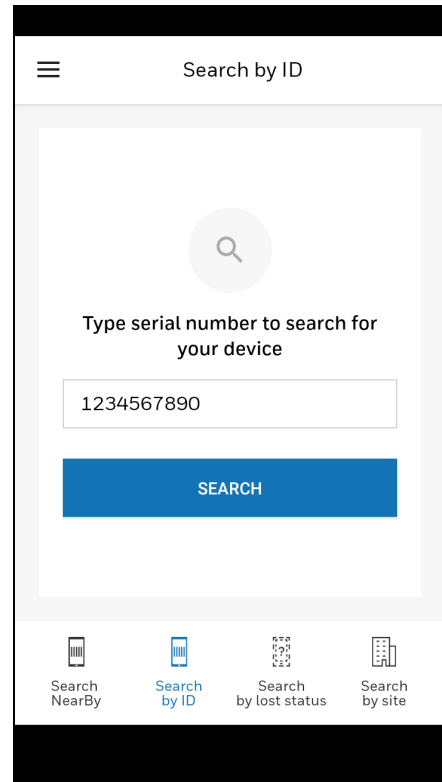 Search by ID
Type serial number to search for
your device
1234567890
SEARCH
Search
NearBy
Search
by ID
?
Search
by lost status
Search
by site